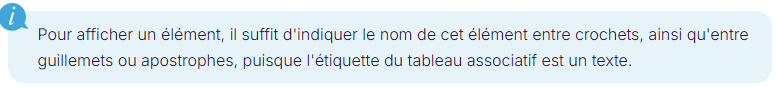 Pour afficher un élément, il suffit d'indiquer le nom de cet élément entre crochets, ainsi qu'entre
guillemets ou apostrophes, puisque l'étiquette du tableau associatif est un texte.